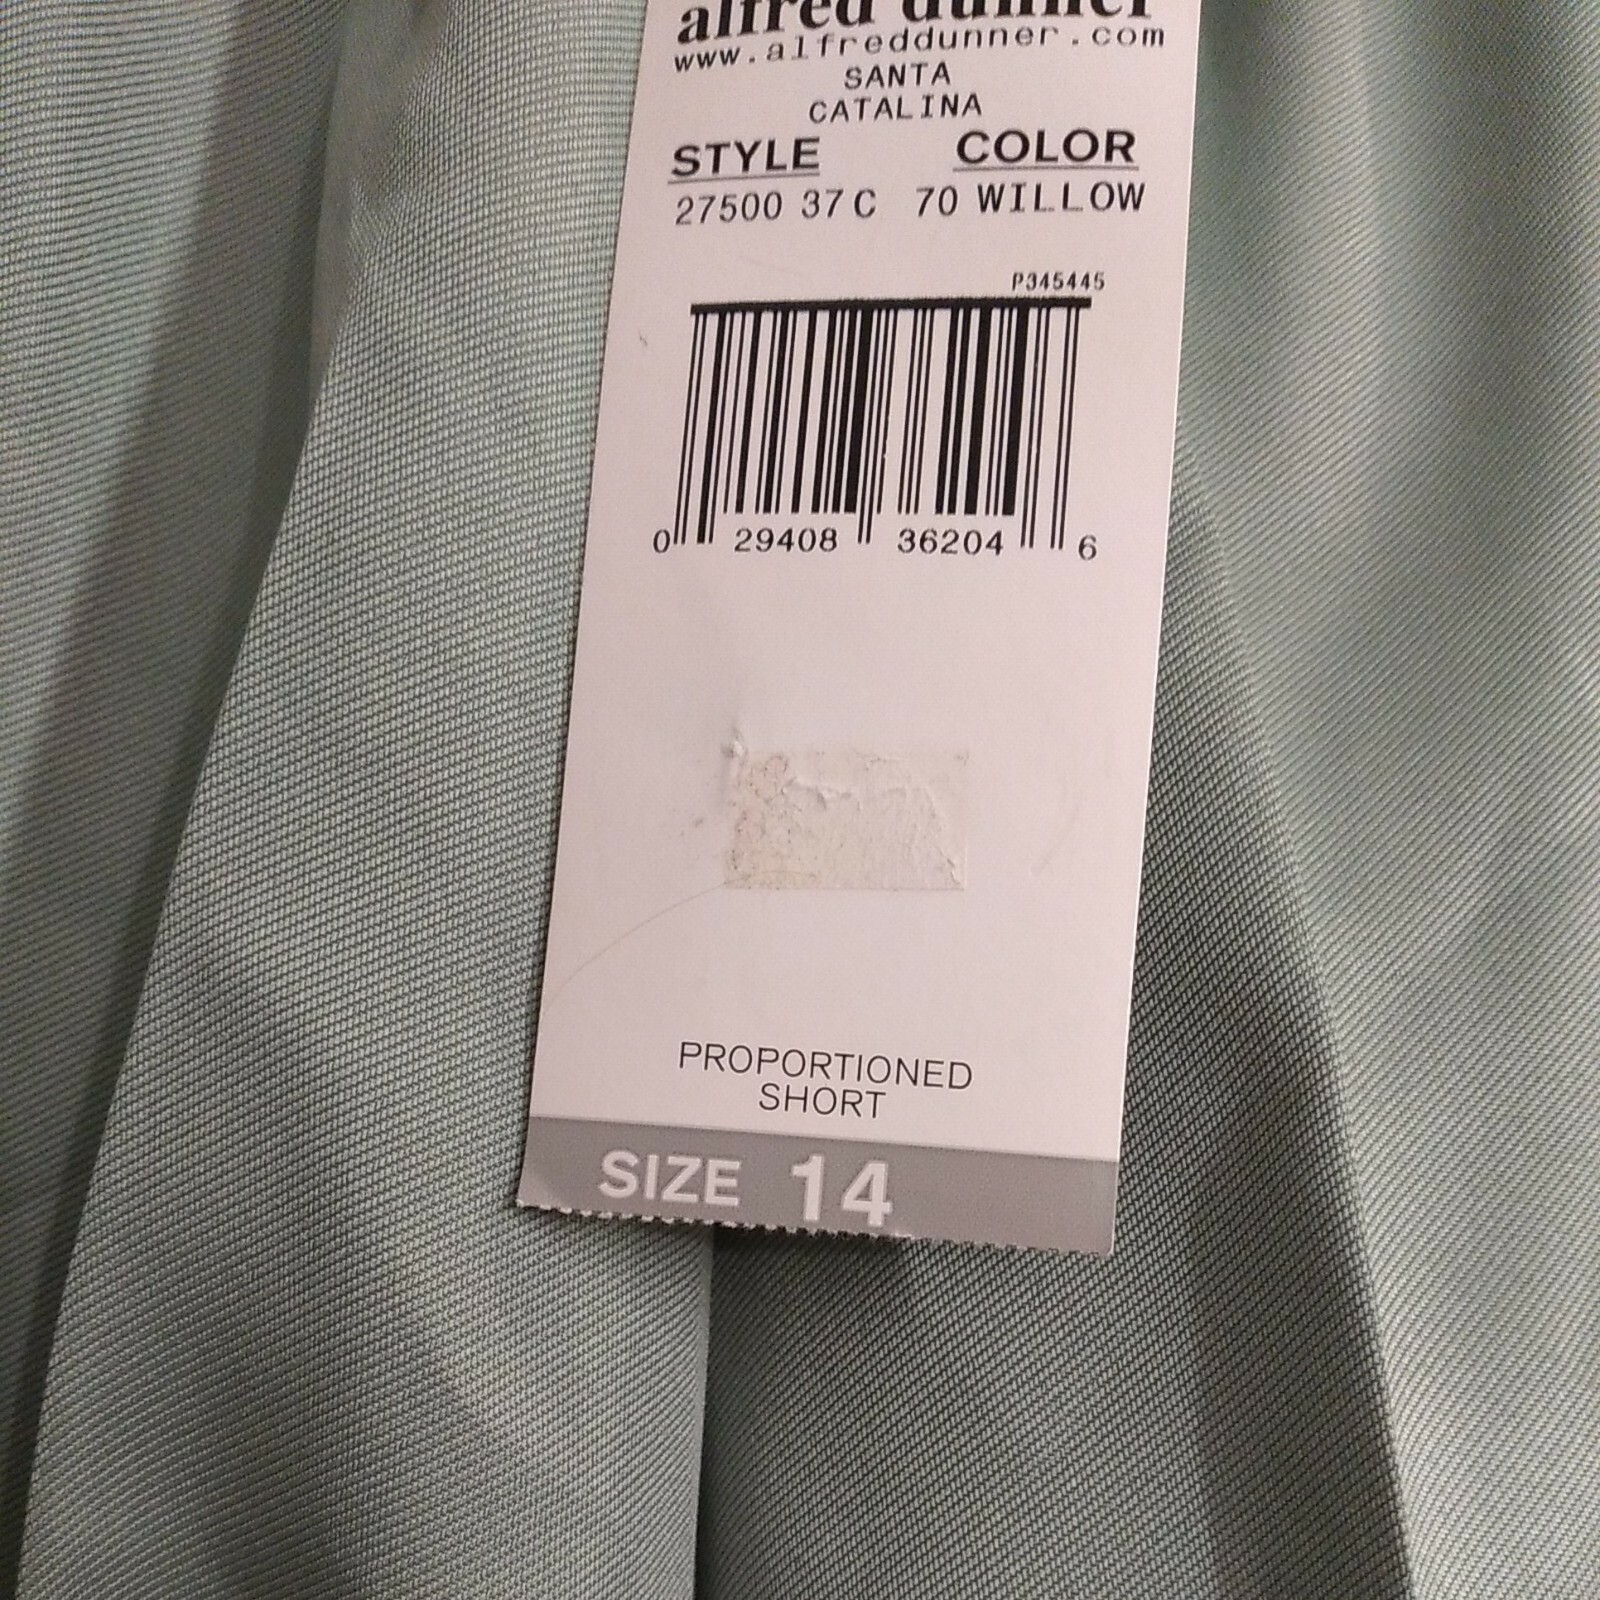 alfred dunner
www.alfreddunner.com
SANTA
CATALINA
STYLE COLOR
27500 37C 70 WILLOW
P345445
0 29408 36204 6
PROPORTIONED
SHORT
SIZE 14